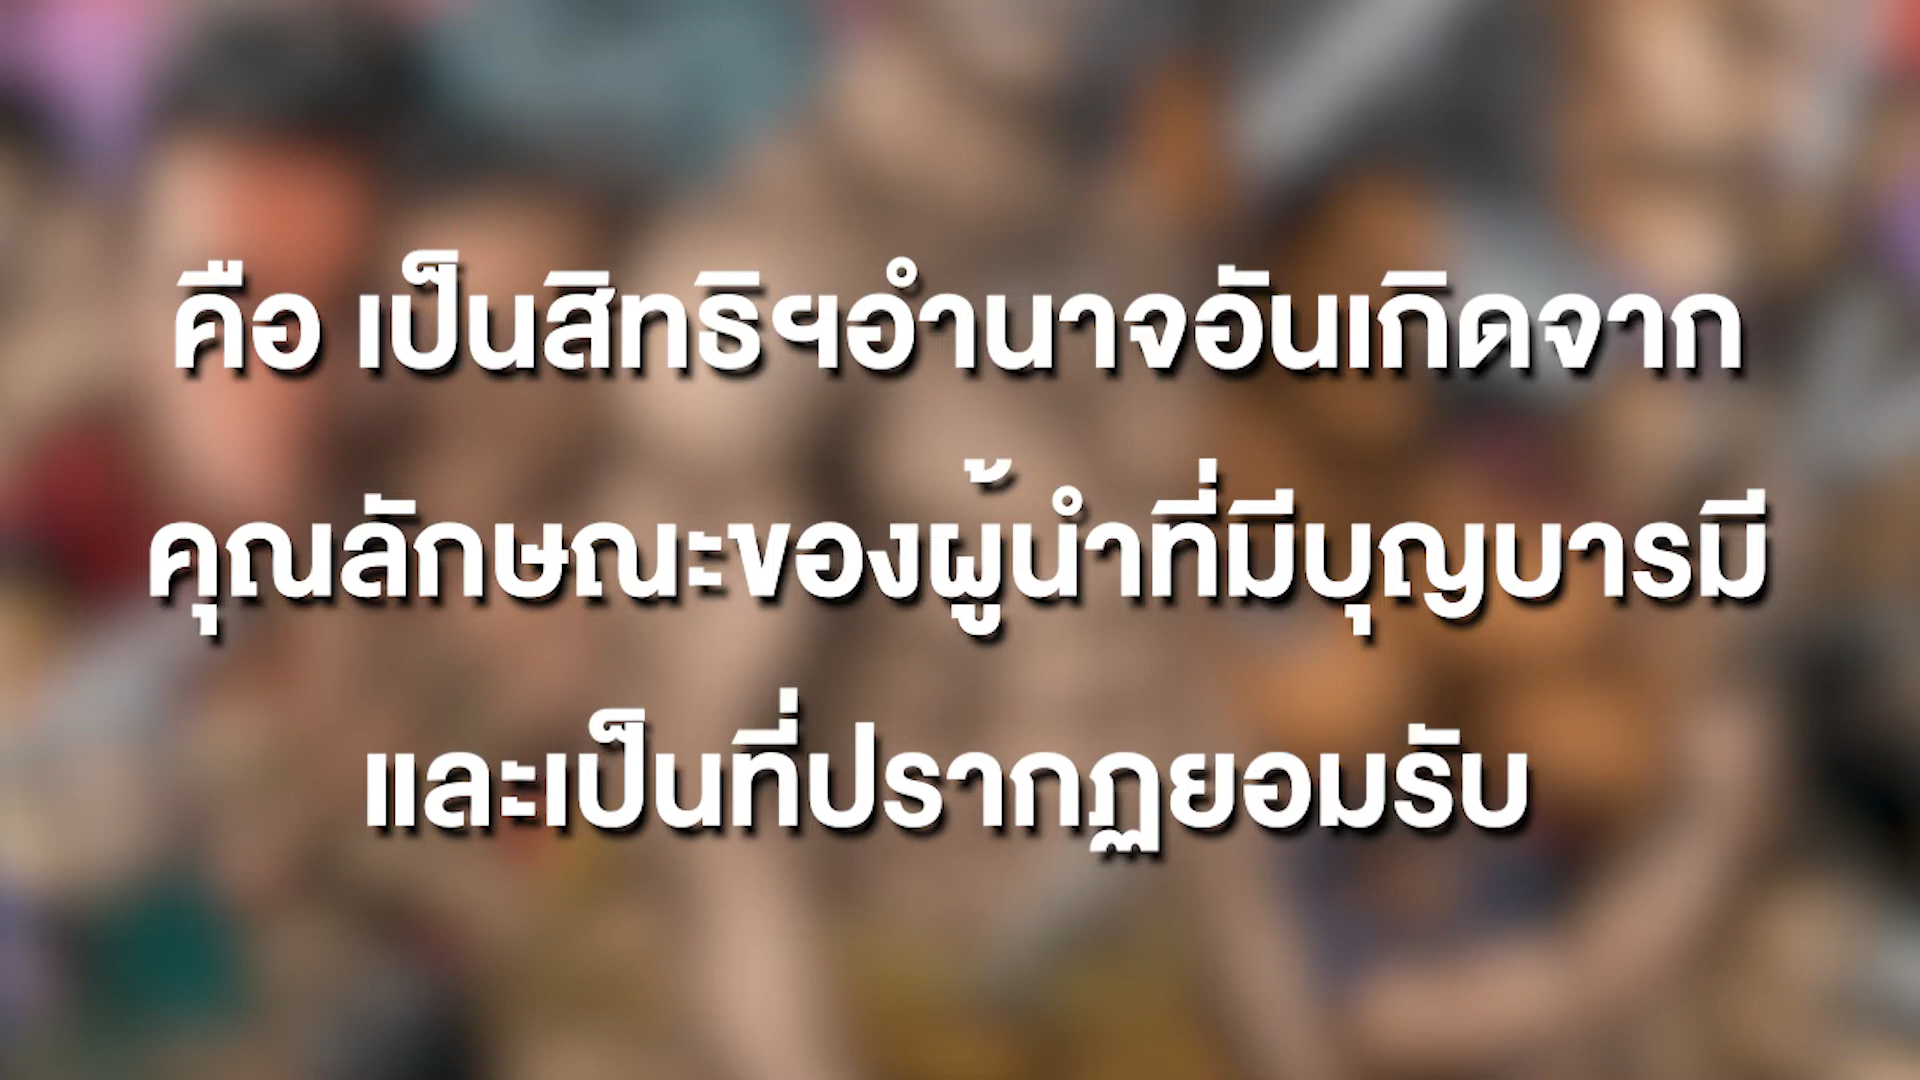 คือ เป็นสิทธิฯอำนาจอันเกิดจาก
คุณลักษณะของผู้นำที่มีบุญบารมี
และเป็นที่ปรากฏยอมรับ